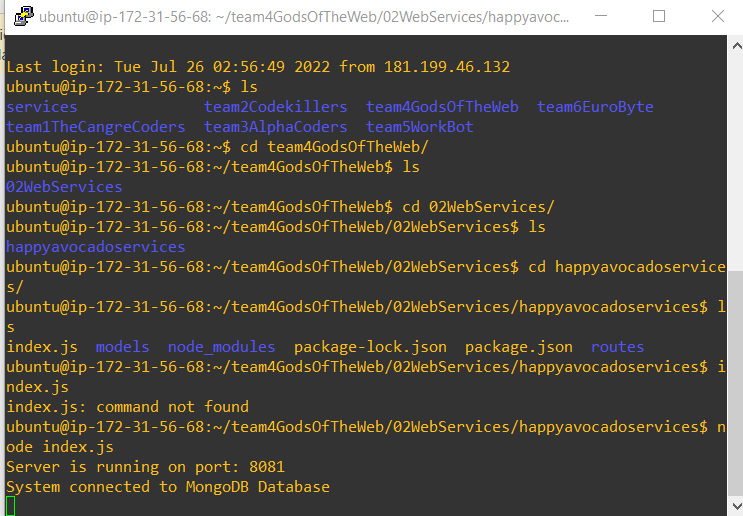 ubuntu@ip-172-31-56-68: ~/team4GodsOfTheWeb/02WebServices/happyavoc...
Last login: Tue Jul 26 02:56:49 2022 from 181.199.46.132
ubuntu@ip-172-31-56-68:~$ ls
services              team2Codekillers  team4GodsOfTheWeb  team6EuroByte
team1TheCangreCoders  team3AlphaCoders  team5WorkBot
ubuntu@ip-172-31-56-68:~$ cd team4GodsOfTheWeb/
ubuntu@ip-172-31-56-68:~/team4GodsOfTheWeb$ ls
02WebServices
ubuntu@ip-172-31-56-68:~/team4GodsOfTheWeb$ cd 02WebServices/
ubuntu@ip-172-31-56-68:~/team4GodsOfTheWeb/02WebServices$ ls
happyavocadoservices
ubuntu@ip-172-31-56-68:~/team4GodsOfTheWeb/02WebServices$ cd happyavocadoservice
s/
ubuntu@ip-172-31-56-68:~/team4GodsOfTheWeb/02WebServices/happyavocadoservices$ l
s
index.js  models  node_modules  package-lock.json  package.json  routes
ubuntu@ip-172-31-56-68:~/team4GodsOfTheWeb/02WebServices/happyavocadoservices$ i
ndex.js
index.js: command not found
ubuntu@ip-172-31-56-68:~/team4GodsOfTheWeb/02WebServices/happyavocadoservices$ n
ode index.js
Server is running on port: 8081
System connected to MongoDB Database